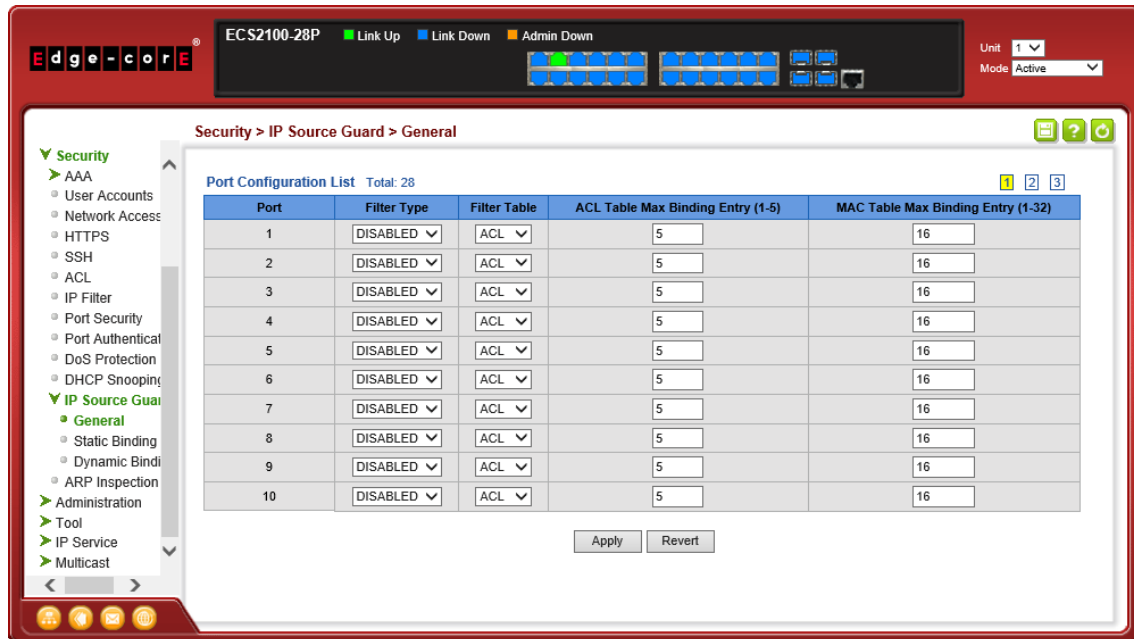 Edge-corE®
ECS2100-28P Link Up Link Down Admin Down
Unit 1
Mode Active
Security > IP Source Guard > General
Security
AAA
User Accounts
Network Access
HTTPS
SSH
ACL
IP Filter
Port Security
Port Authenticat
DoS Protection
DHCP Snooping
IP Source Guar
General
Static Binding
Dynamic Bindi
ARP Inspection
Administration
Tool
IP Service
Multicast
Port Configuration List Total: 28
1 2 3
Port Filter Type Filter Table ACL Table Max Binding Entry (1-5) MAC Table Max Binding Entry (1-32)
1 DISABLED ACL 5 16
2 DISABLED ACL 5 16
3 DISABLED ACL 5 16
4 DISABLED ACL 5 16
5 DISABLED ACL 5 16
6 DISABLED ACL 5 16
7 DISABLED ACL 5 16
8 DISABLED ACL 5 16
9 DISABLED ACL 5 16
10 DISABLED ACL 5 16
Apply Revert